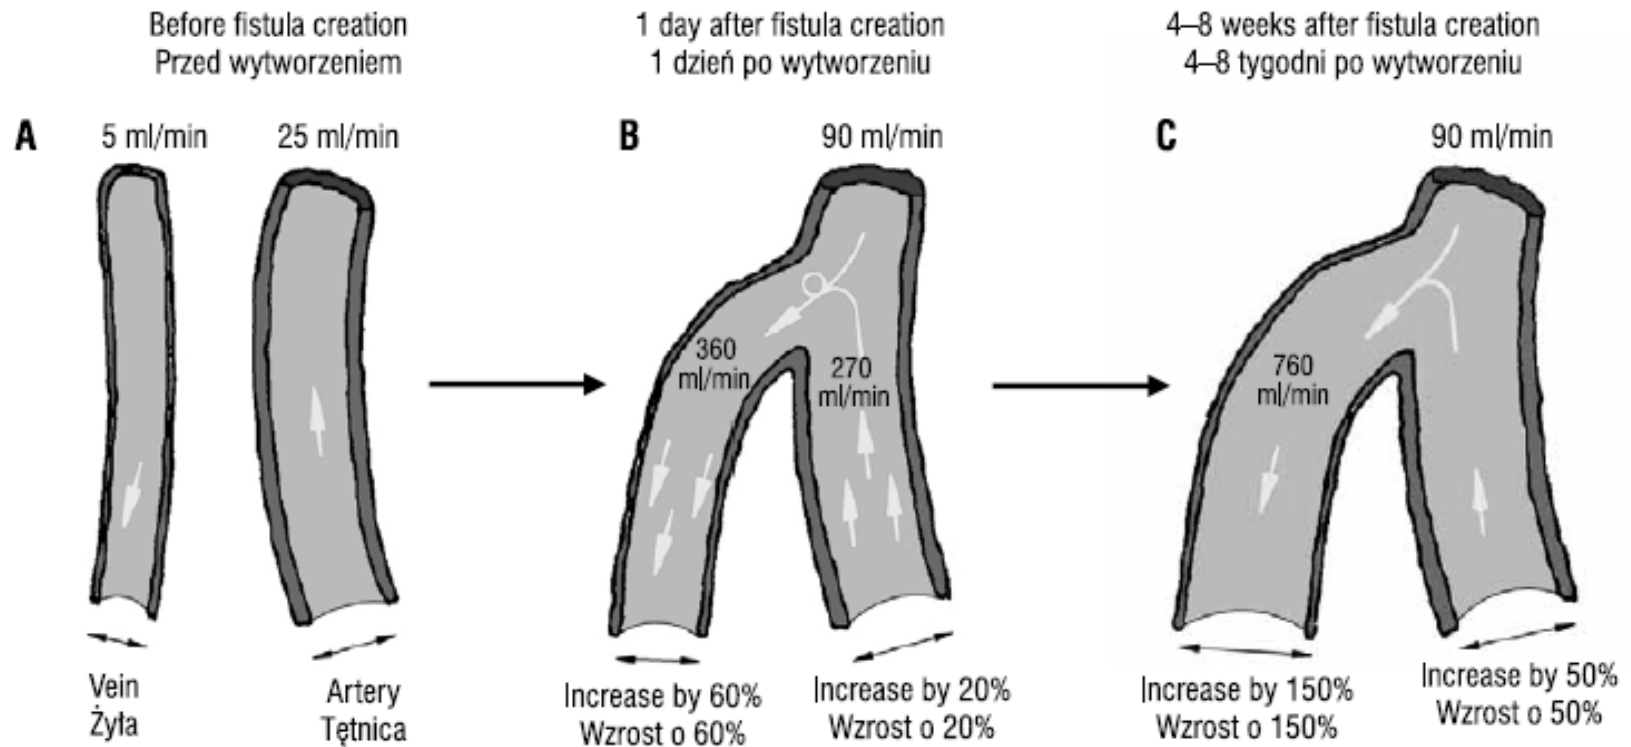 Before fistula creation
Przed wytworzeniem
1 day after fistula creation
1 dzień po wytworzeniu
4–8 weeks after fistula creation
4–8 tygodni po wytworzeniu
A
5 ml/min
25 ml/min
B
90 ml/min
C
90 ml/min
360
ml/min
270
ml/min
760
ml/min
Vein
Żyła
Artery
Tętnica
Increase by 60%
Wzrost o 60%
Increase by 20%
Wzrost o 20%
Increase by 150%
Wzrost o 150%
Increase by 50%
Wzrost o 50%